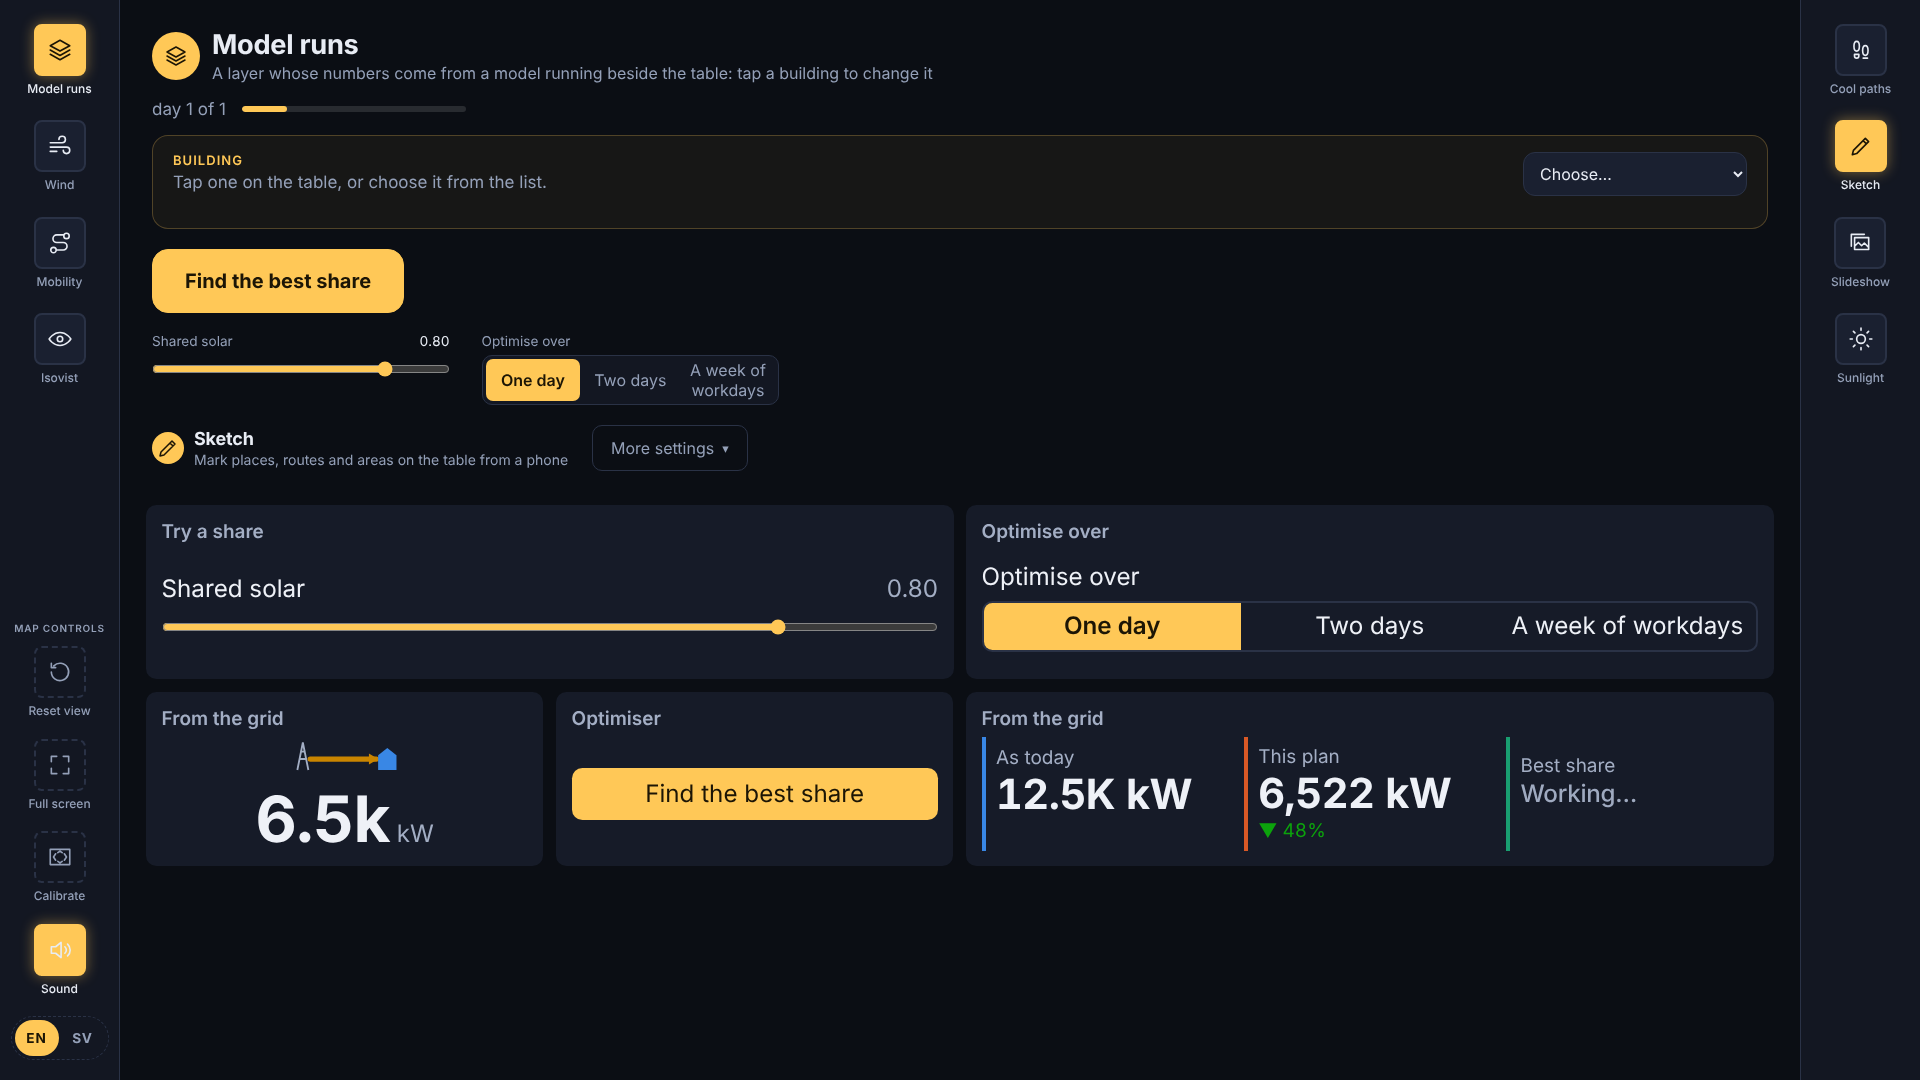 Model runs
Wind
Mobility
Isovist
MAP CONTROLS
Reset view
Full screen
Calibrate
Sound
EN SV
Model runs
A layer whose numbers come from a model running beside the table: tap a building to change it
day 1 of 1
BUILDING
Tap one on the table, or choose it from the list.
Choose...
Find the best share
Shared solar 0.80
Optimise over
One day Two days A week of workdays
Sketch
Mark places, routes and areas on the table from a phone
More settings ▾
Try a share
Shared solar 0.80
Optimise over
Optimise over
One day Two days A week of workdays
From the grid
6.5k kW
Optimiser
Find the best share
From the grid
As today
12.5K kW
This plan
6,522 kW
▼ 48%
Best share
Working...
Cool paths
Sketch
Slideshow
Sunlight